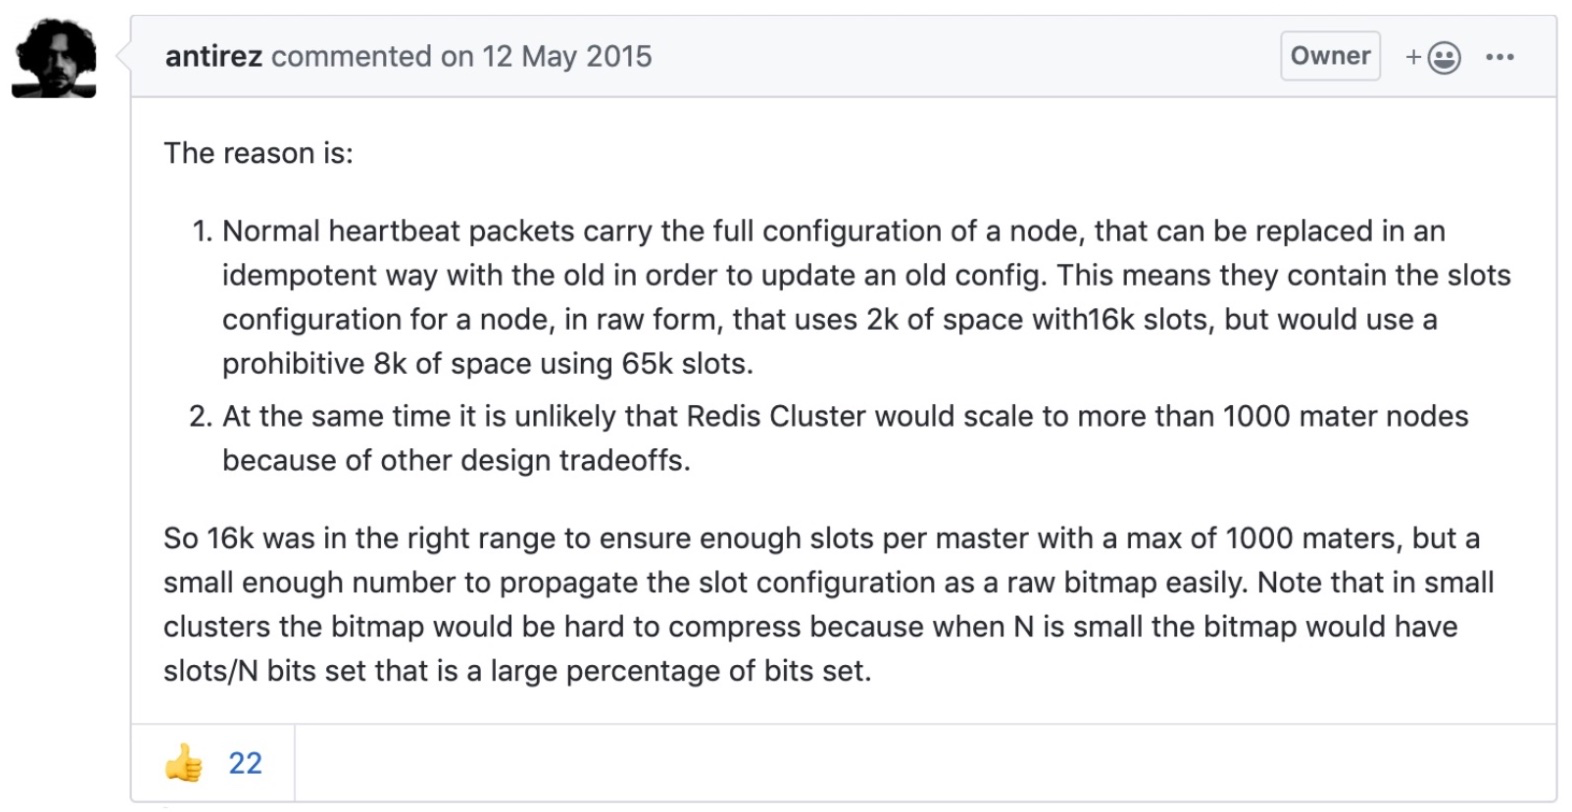 antirez commented on 12 May 2015
Owner
The reason is:
1. Normal heartbeat packets carry the full configuration of a node, that can be replaced in an
idempotent way with the old in order to update an old config. This means they contain the slots
configuration for a node, in raw form, that uses 2k of space with16k slots, but would use a
prohibitive 8k of space using 65k slots.
2. At the same time it is unlikely that Redis Cluster would scale to more than 1000 mater nodes
because of other design tradeoffs.
So 16k was in the right range to ensure enough slots per master with a max of 1000 maters, but a
small enough number to propagate the slot configuration as a raw bitmap easily. Note that in small
clusters the bitmap would be hard to compress because when N is small the bitmap would have
slots/N bits set that is a large percentage of bits set.
22